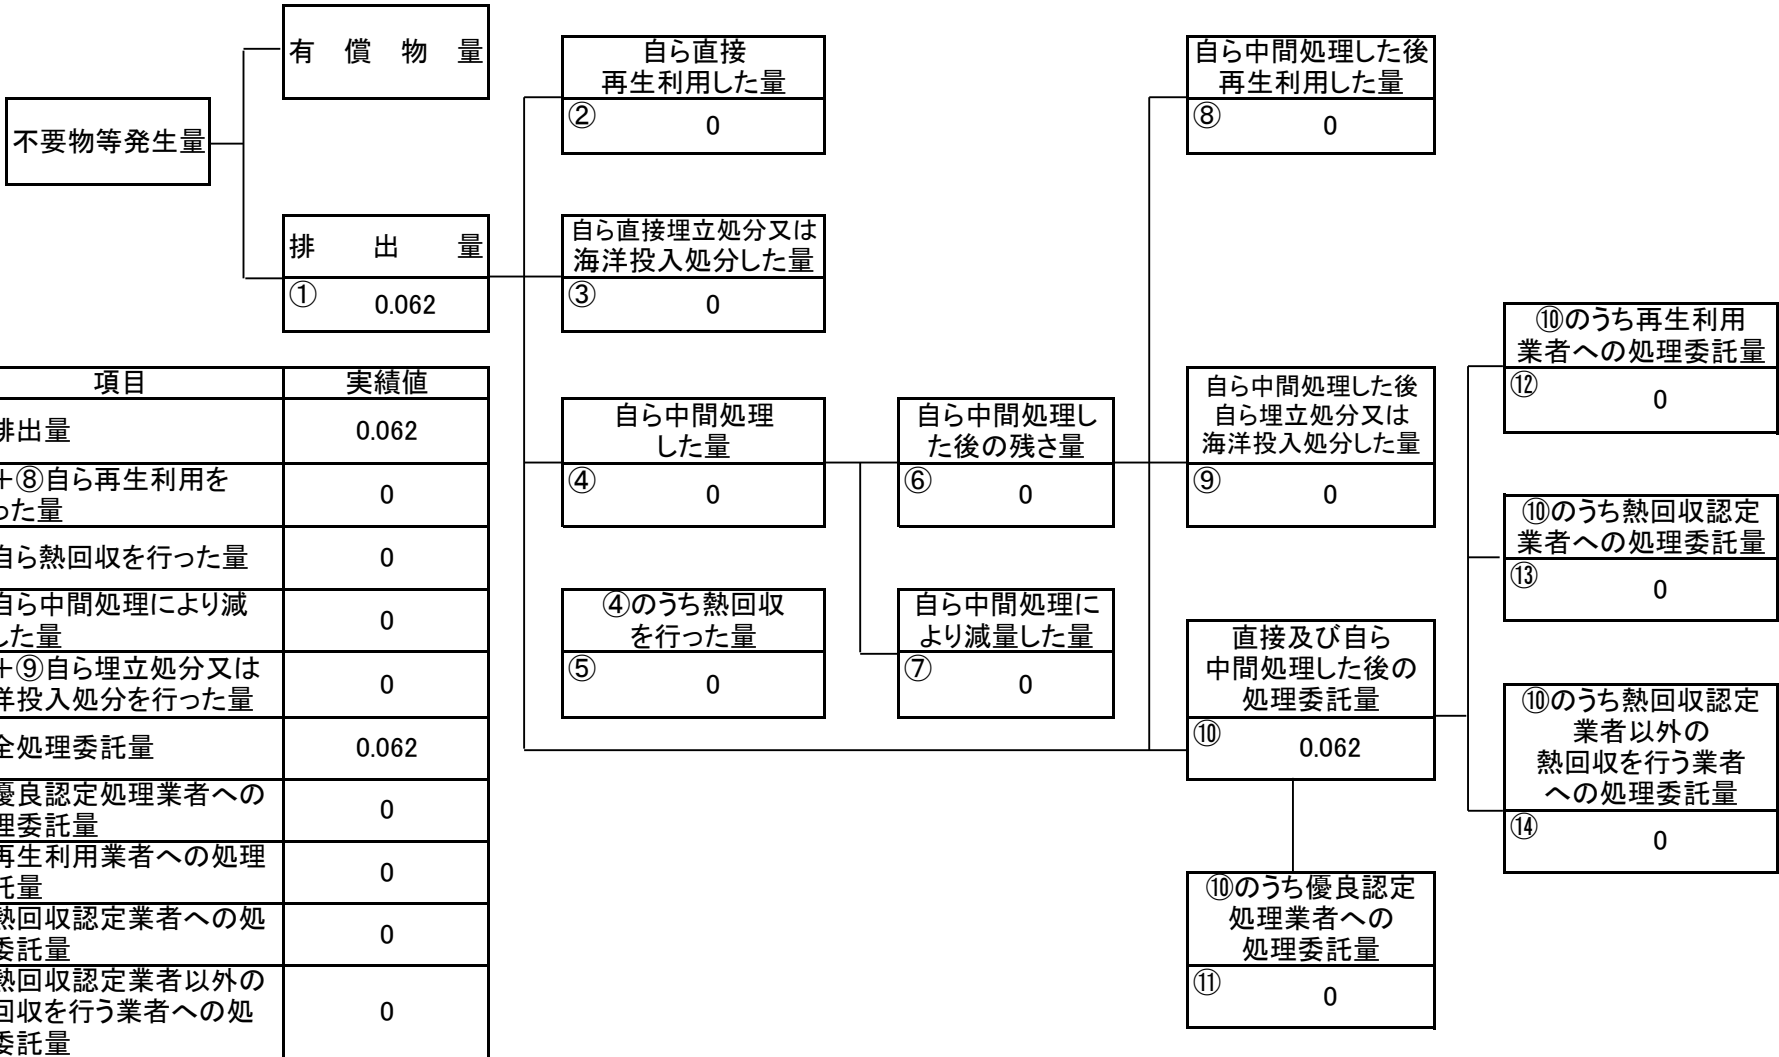 有償物量
不要物等発生量
排出量
① 0.062
自ら直接
再生利用した量
② 0
自ら直接埋立処分又は
海洋投入処分した量
③ 0
自ら中間処理
した量
④ 0
④のうち熱回収
を行った量
⑤ 0
自ら中間処理し
た後の残さ量
⑥ 0
自ら中間処理に
より減量した量
⑦ 0
自ら中間処理した後
再生利用した量
⑧ 0
自ら中間処理した後
自ら埋立処分又は
海洋投入処分した量
⑨ 0
直接及び自ら
中間処理した後の
処理委託量
⑩ 0.062
⑩のうち優良認定
処理業者への
処理委託量
⑪ 0
⑩のうち再生利用
業者への処理委託量
⑫ 0
⑩のうち熱回収認定
業者への処理委託量
⑬ 0
⑩のうち熱回収認定
業者以外の
熱回収を行う業者
への処理委託量
⑭ 0
項目 実績値
排出量 0.062
+⑧自ら再生利用を
った量 0
自ら熱回収を行った量 0
自ら中間処理により減
した量 0
+⑨自ら埋立処分又は
洋投入処分を行った量 0
全処理委託量 0.062
優良認定処理業者への
理委託量 0
再生利用業者への処理
託量 0
熱回収認定業者への処
委託量 0
熱回収認定業者以外の
回収を行う業者への処
委託量 0